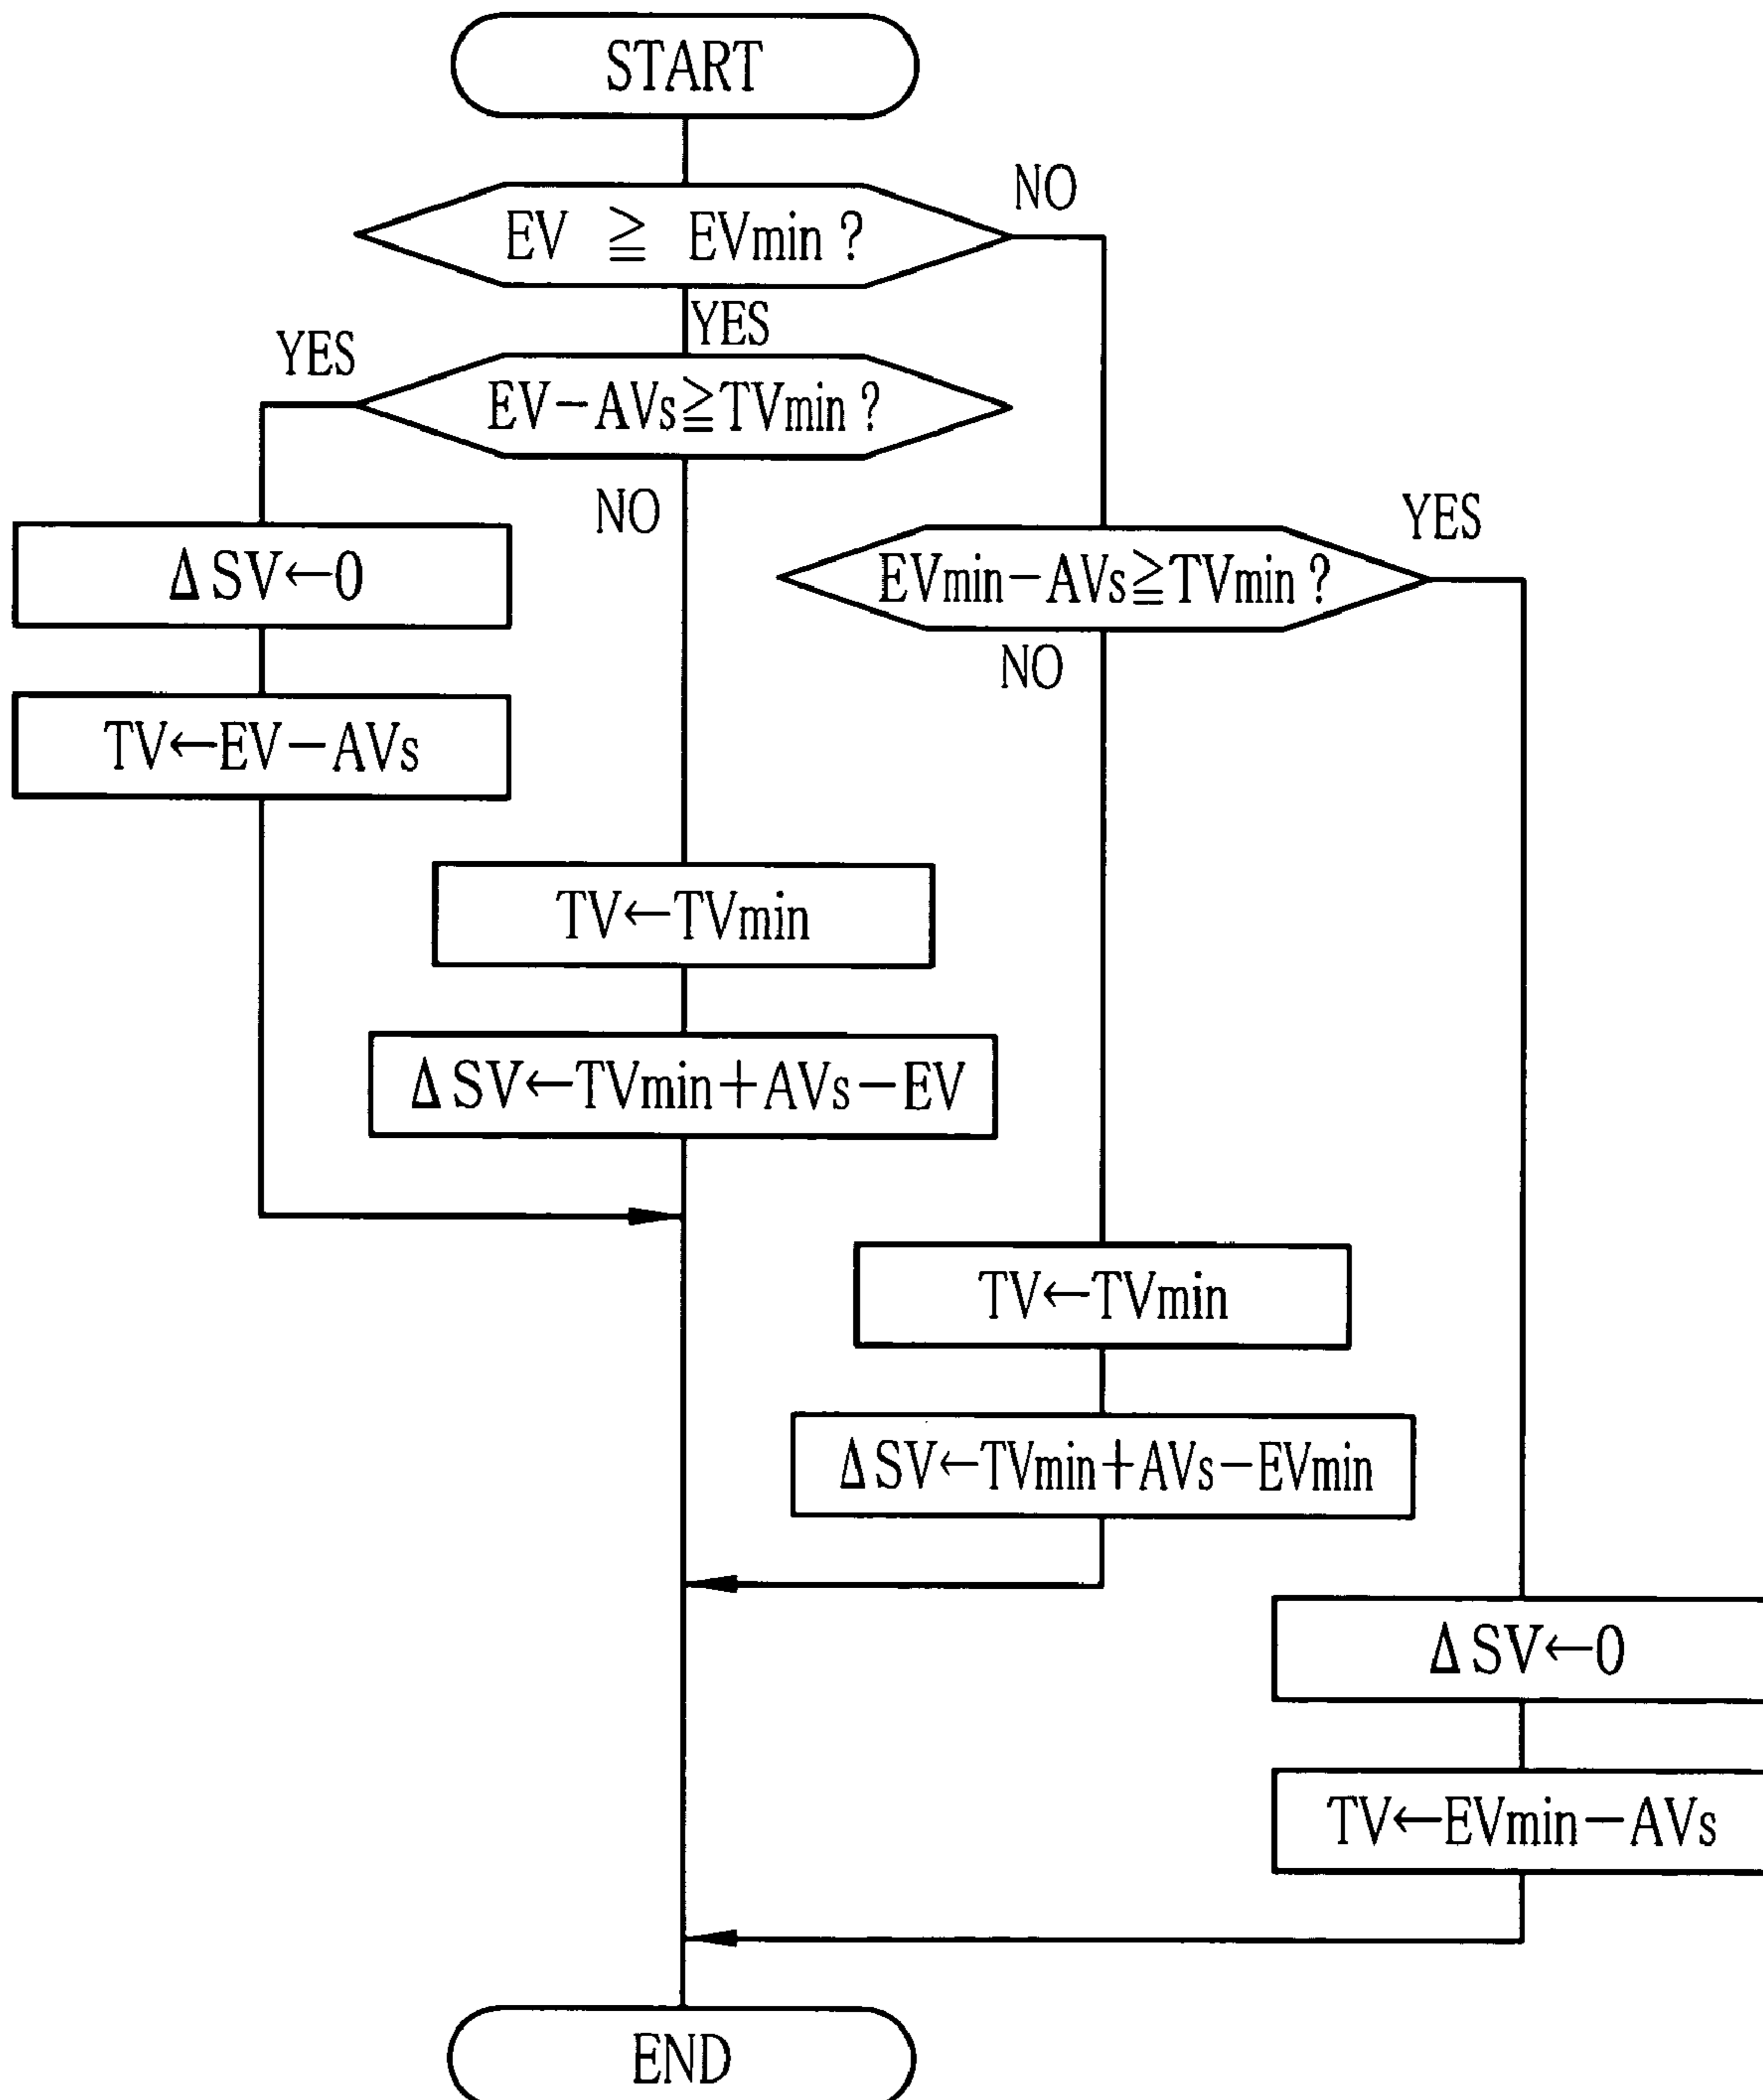 START
NO
EV ≧ EVmin ?
YES
YES
EV−AVs≧TVmin ?
NO
YES
ΔSV←0
EVmin−AVs≧TVmin ?
NO
TV←EV−AVs
TV←TVmin
ΔSV←TVmin+AVs−EV
TV←TVmin
ΔSV←TVmin+AVs−EVmin
ΔSV←0
TV←EVmin−AVs
END